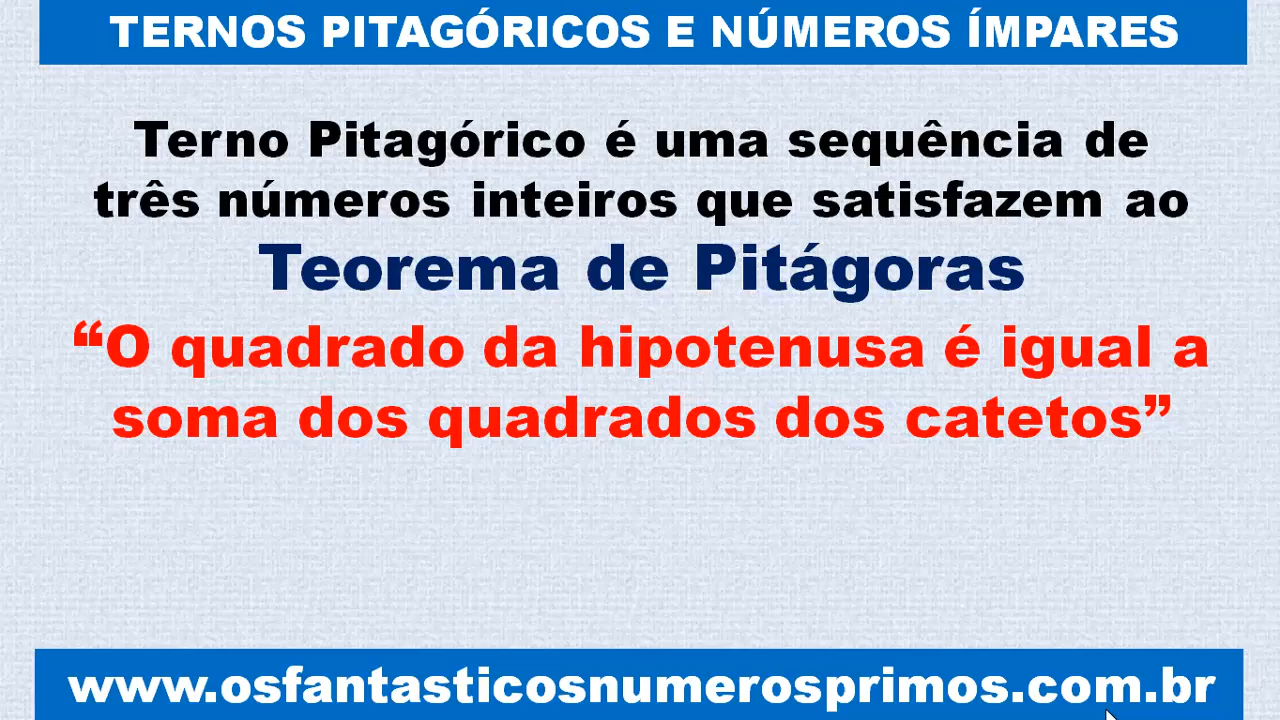 TERNOS PITAGÓRICOS E NÚMEROS ÍMPARES
Terno Pitagórico é uma sequência de
três números inteiros que satisfazem ao
Teorema de Pitágoras
“O quadrado da hipotenusa é igual a
soma dos quadrados dos catetos”
www.osfantasticosnumerosprimos.com.br